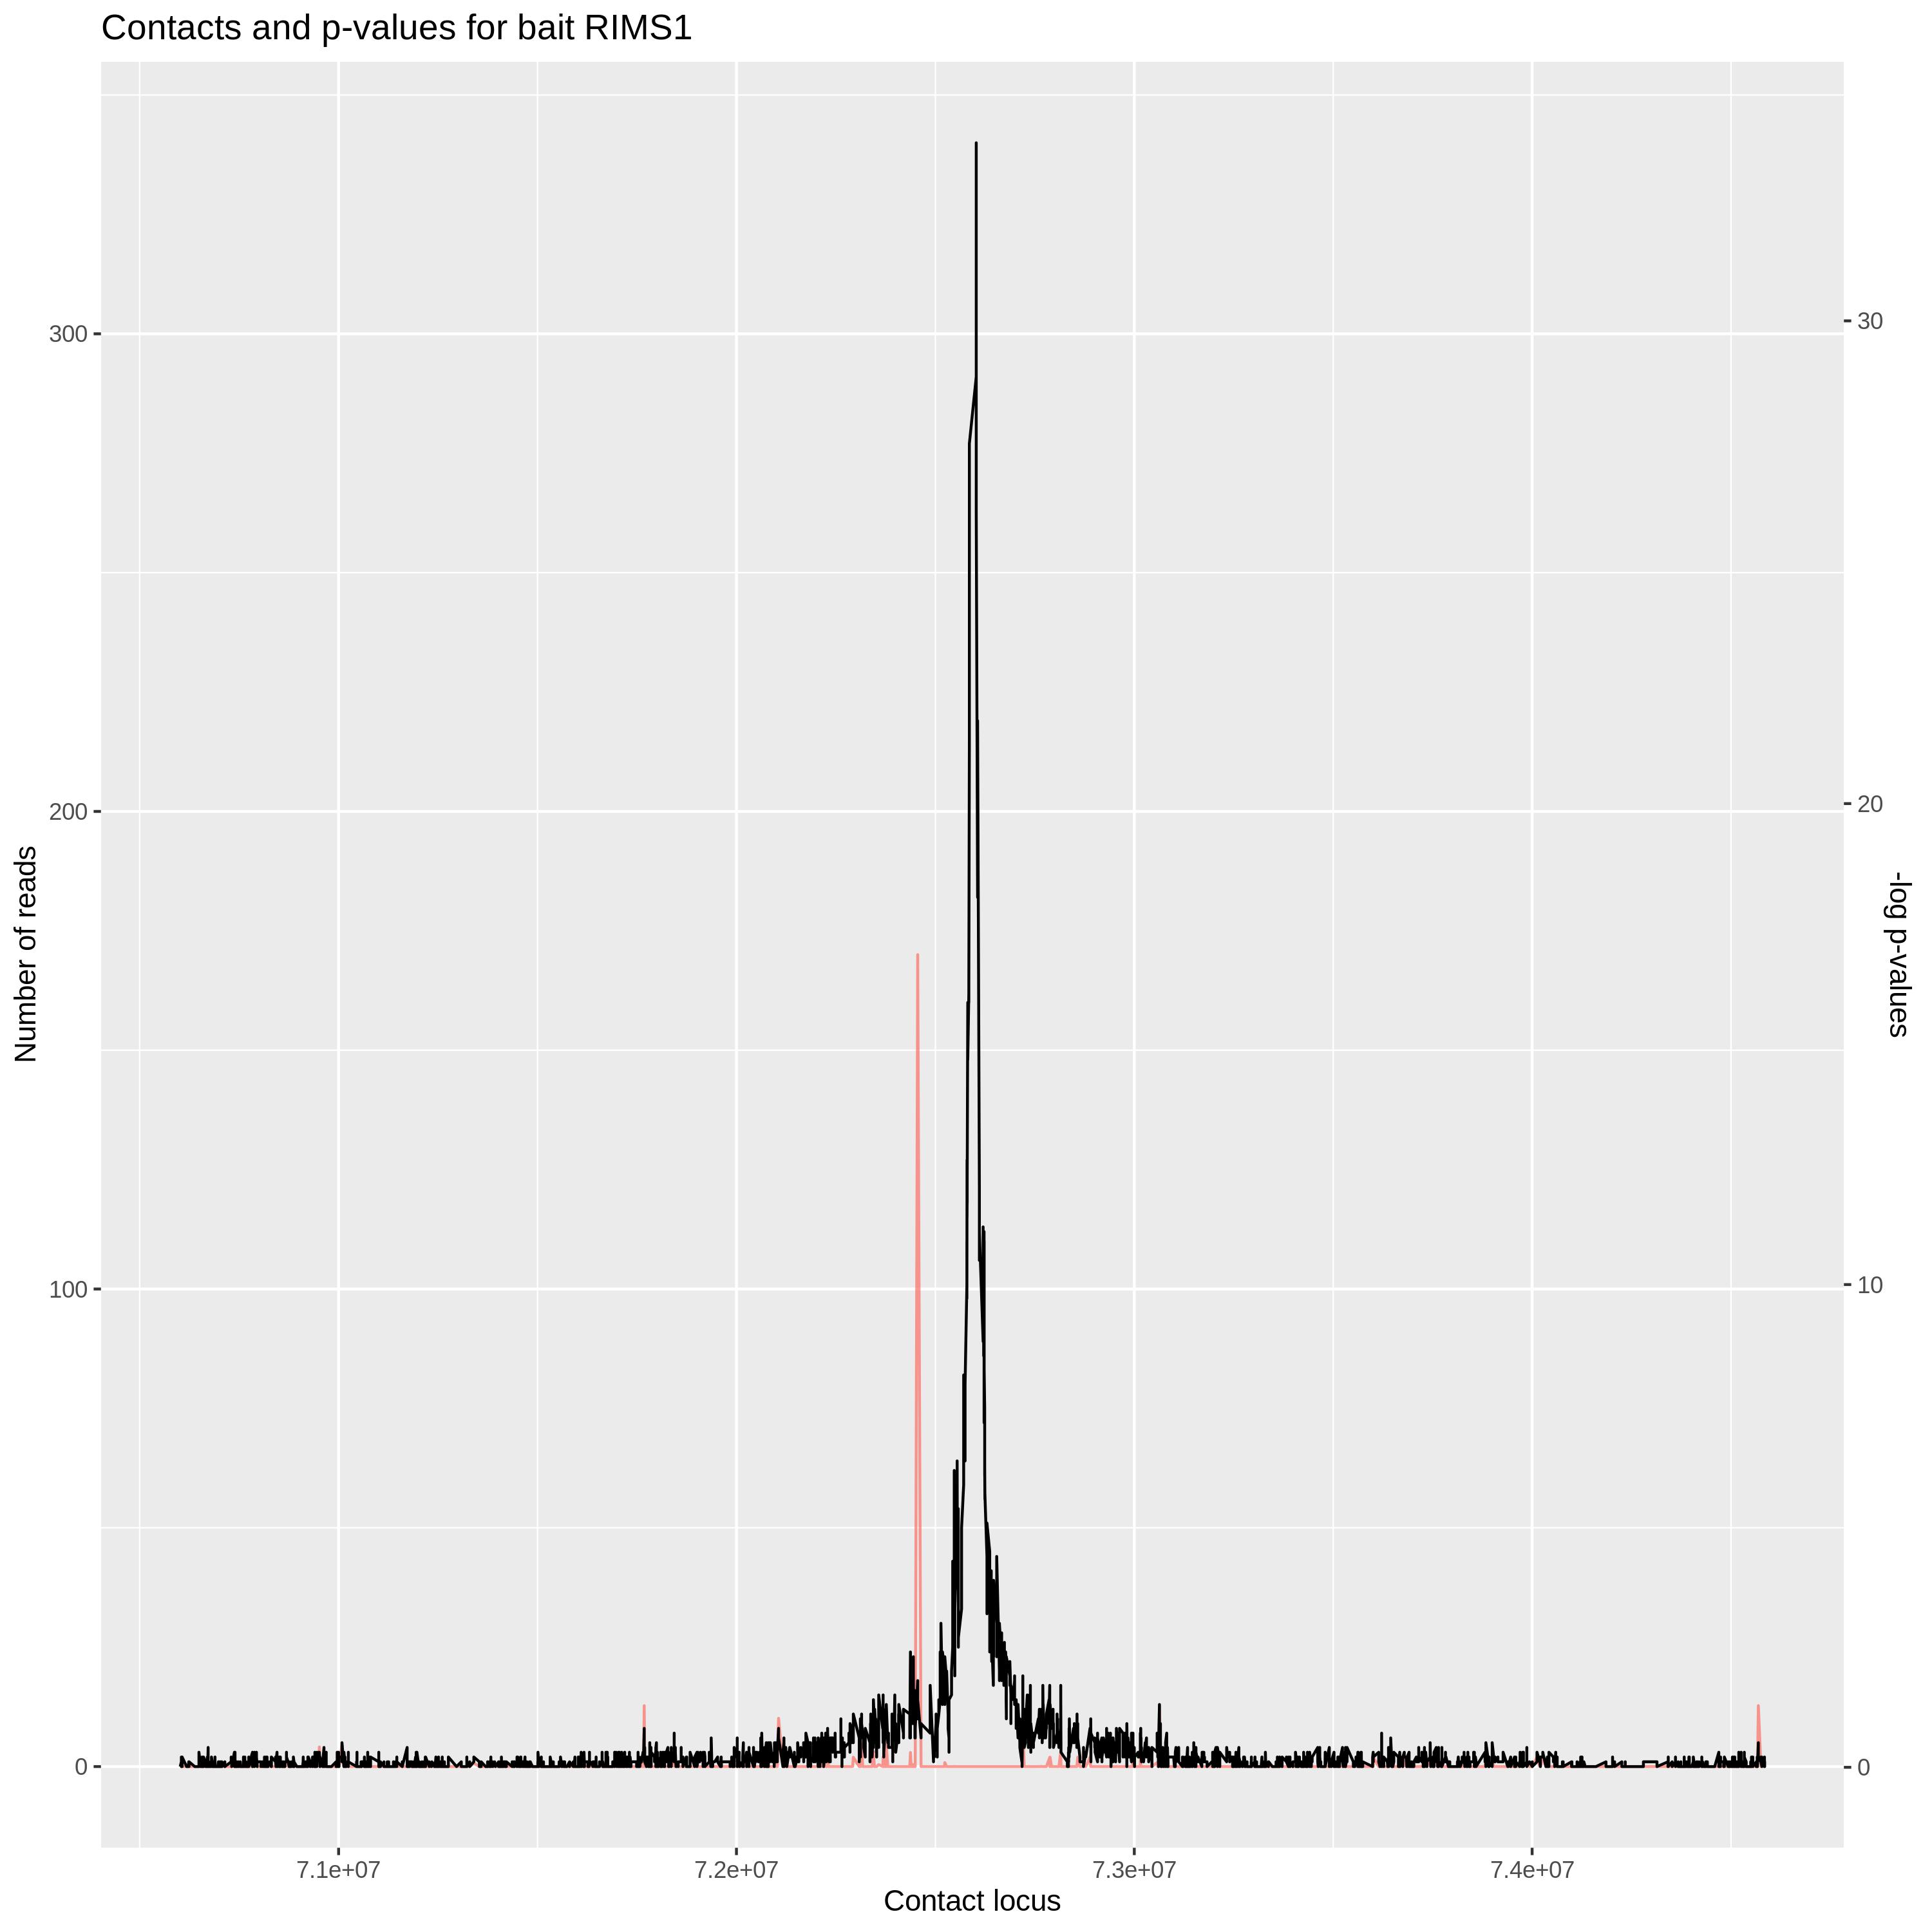 Contacts and p-values for bait RIMS1
300
200
100
0
Number of reads
30
20
10
0
-log p-values
7.1e+07
7.2e+07
7.3e+07
7.4e+07
Contact locus